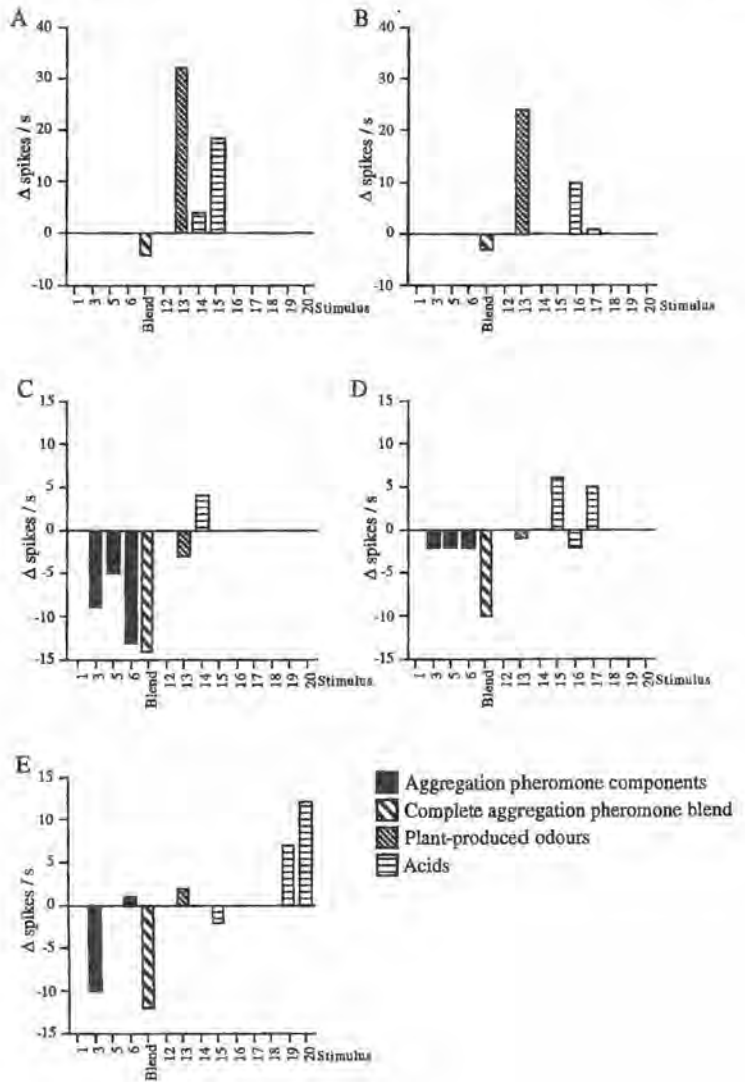 A
Δ spikes / s
40
30
20
10
0
-10
1 3 5 6 Blend 12 13 14 15 16 17 18 19 20 Stimulus
B
Δ spikes / s
40
30
20
10
0
-10
1 3 5 6 Blend 12 13 14 15 16 17 18 19 20 Stimulus
C
Δ spikes / s
15
10
5
0
-5
-10
-15
1 3 5 6 Blend 12 13 14 15 16 17 18 19 20 Stimulus
D
Δ spikes / s
15
10
5
0
-5
-10
-15
1 3 5 6 Blend 12 13 14 15 16 17 18 19 20 Stimulus
E
Δ spikes / s
15
10
5
0
-5
-10
-15
1 3 5 6 Blend 12 13 14 15 16 17 18 19 20 Stimulus
Aggregation pheromone components
Complete aggregation pheromone blend
Plant-produced odours
Acids